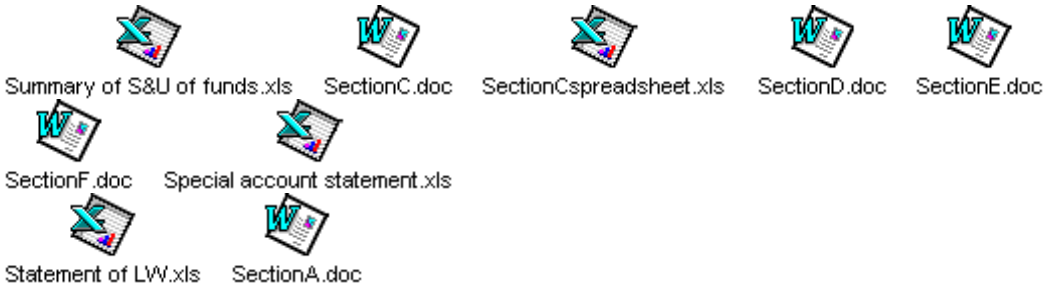 Summary of S&U of funds.xls SectionC.doc SectionCspreadsheet.xls SectionD.doc SectionE.doc
SectionF.doc Special account statement.xls
Statement of LW.xls SectionA.doc